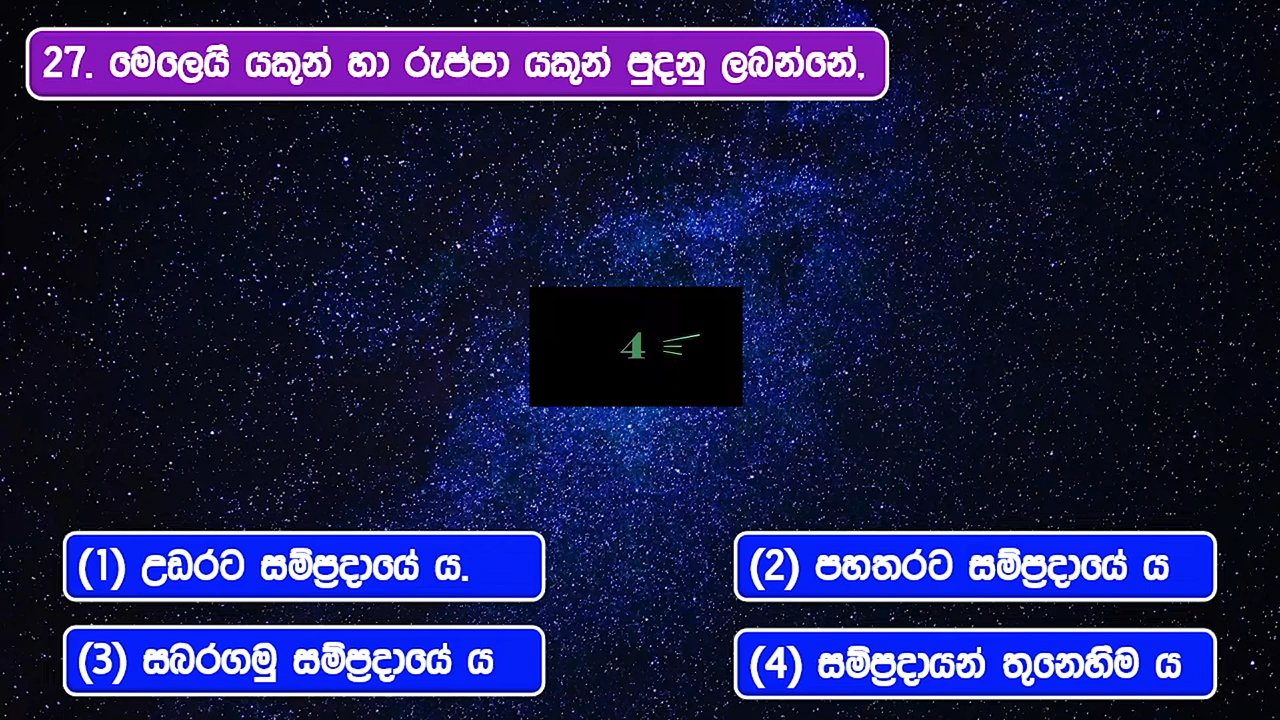 27. මෙලෙයි යකුන් හා රුප්පා යකුන් පුදනු ලබන්නේ,
4
(1) උඩරට සම්ප්‍රදායේ ය.
(2) පහතරට සම්ප්‍රදායේ ය
(3) සබරගමු සම්ප්‍රදායේ ය
(4) සම්ප්‍රදායන් තුනෙහිම ය